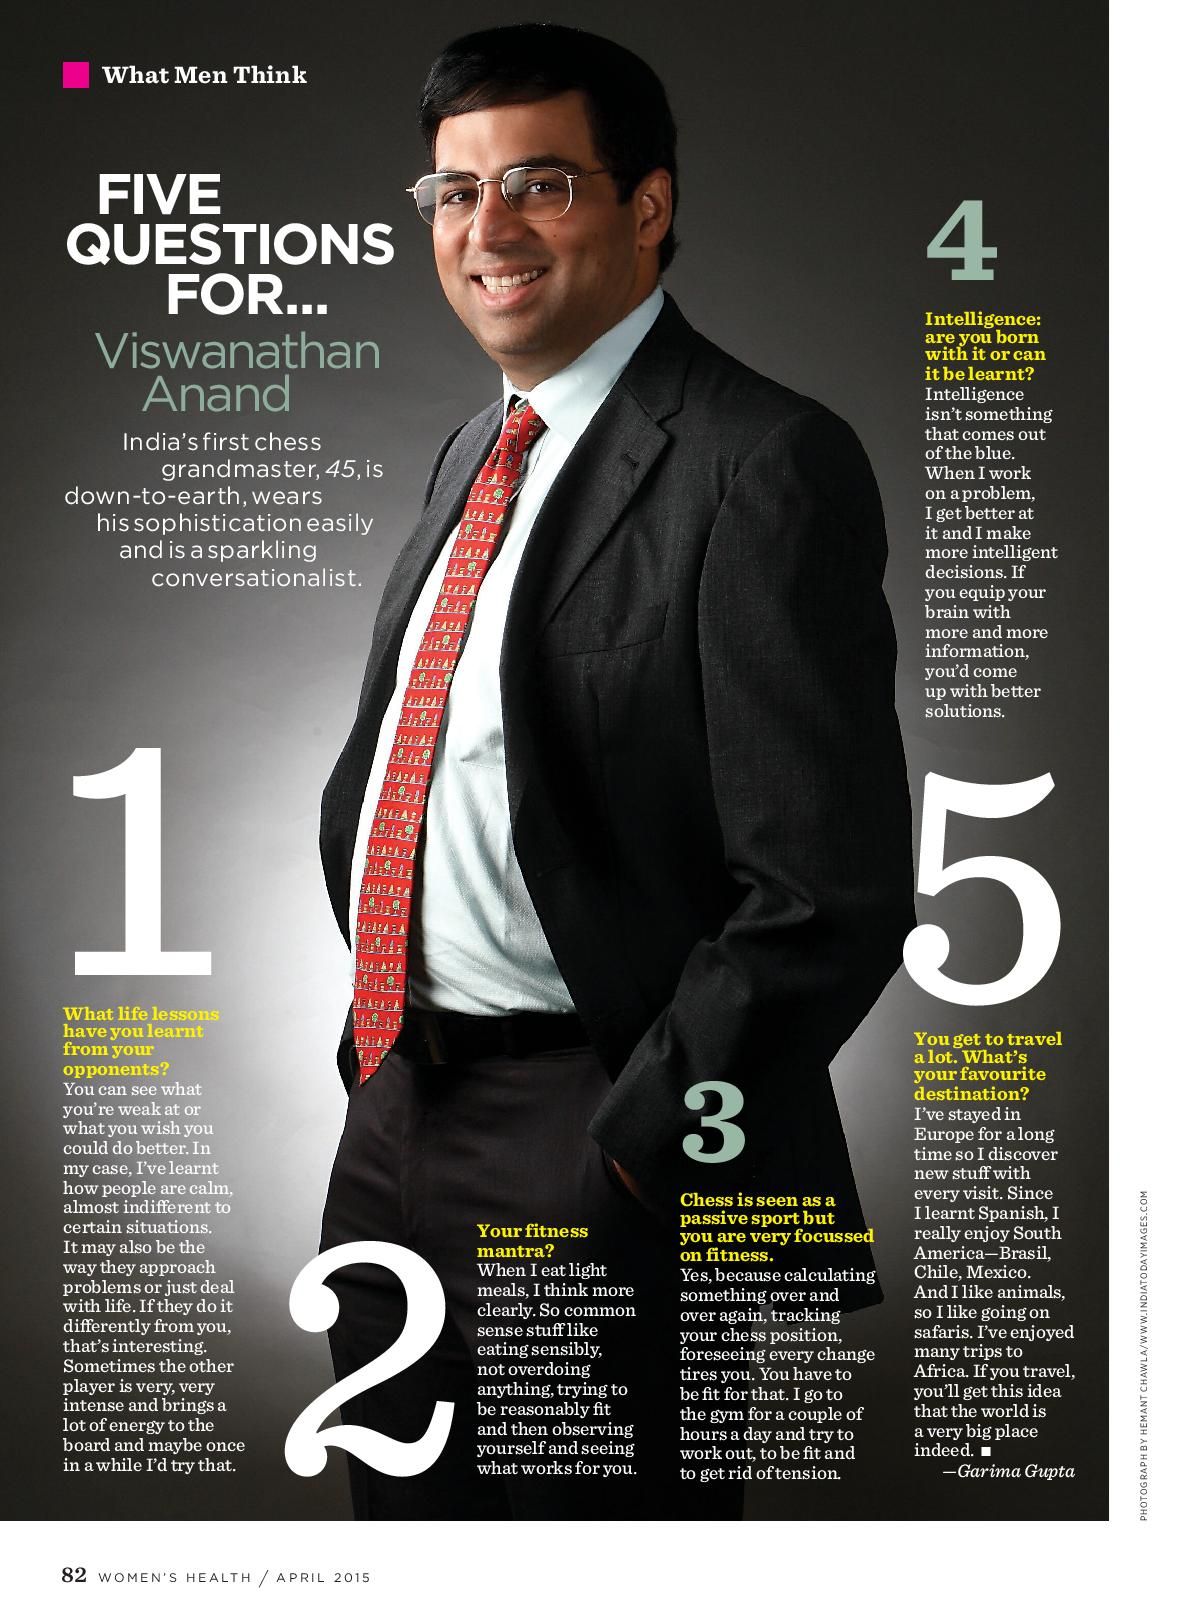 What Men Think
FIVE
QUESTIONS
FOR...
Viswanathan
Anand
India's first chess
grandmaster, 45, is
down-to-earth, wears
his sophistication easily
and is a sparkling
conversationalist.
1
What life lessons
have you learnt
from your
opponents?
You can see what
you're weak at or
what you wish you
could do better. In
my case, I've learnt
how people are calm,
almost indifferent to
certain situations.
It may also be the
way they approach
problems or just deal
with life. If they do it
differently from you,
that's interesting.
Sometimes the other
player is very, very
intense and brings a
lot of energy to the
board and maybe once
in a while I'd try that.
2
Your fitness
mantra?
When I eat light
meals, I think more
clearly. So common
sense stuff like
eating sensibly,
not overdoing
anything, trying to
be reasonably fit
and then observing
yourself and seeing
what works for you.
3
Chess is seen as a
passive sport but
you are very focussed
on fitness.
Yes, because calculating
something over and
over again, tracking
your chess position,
foreseeing every change
tires you. You have to
be fit for that. I go to
the gym for a couple of
hours a day and try to
work out, to be fit and
to get rid of tension.
4
Intelligence:
are you born
with it or can
it be learnt?
Intelligence
isn't something
that comes out
of the blue.
When I work
on a problem,
I get better at
it and I make
more intelligent
decisions. If
you equip your
brain with
more and more
information,
you'd come
up with better
solutions.
5
You get to travel
a lot. What's
your favourite
destination?
I've stayed in
Europe for a long
time so I discover
new stuff with
every visit. Since
I learnt Spanish, I
really enjoy South
America—Brasil,
Chile, Mexico.
And I like animals,
so I like going on
safaris. I've enjoyed
many trips to
Africa. If you travel,
you'll get this idea
that the world is
a very big place
indeed. ■
—Garima Gupta
PHOTOGRAPH BY HEMANT CHAWLA/WWW.INDIATODAYIMAGES.COM
82 WOMEN'S HEALTH / APRIL 2015